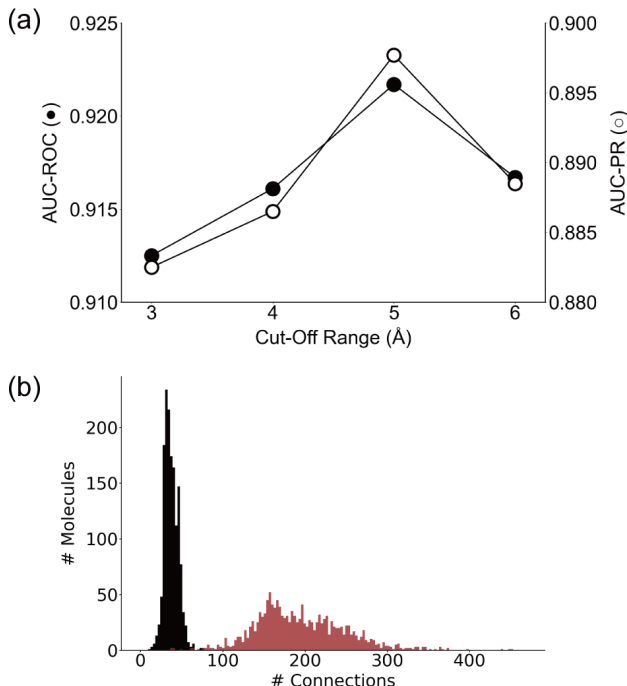 (a)
0.925
0.920
0.915
0.910
AUC-ROC (●)
0.900
0.895
0.890
0.885
0.880
AUC-PR (○)
3 4 5 6
Cut-Off Range (Å)
(b)
# Molecules
200
150
100
50
0
0 100 200 300 400
# Connections